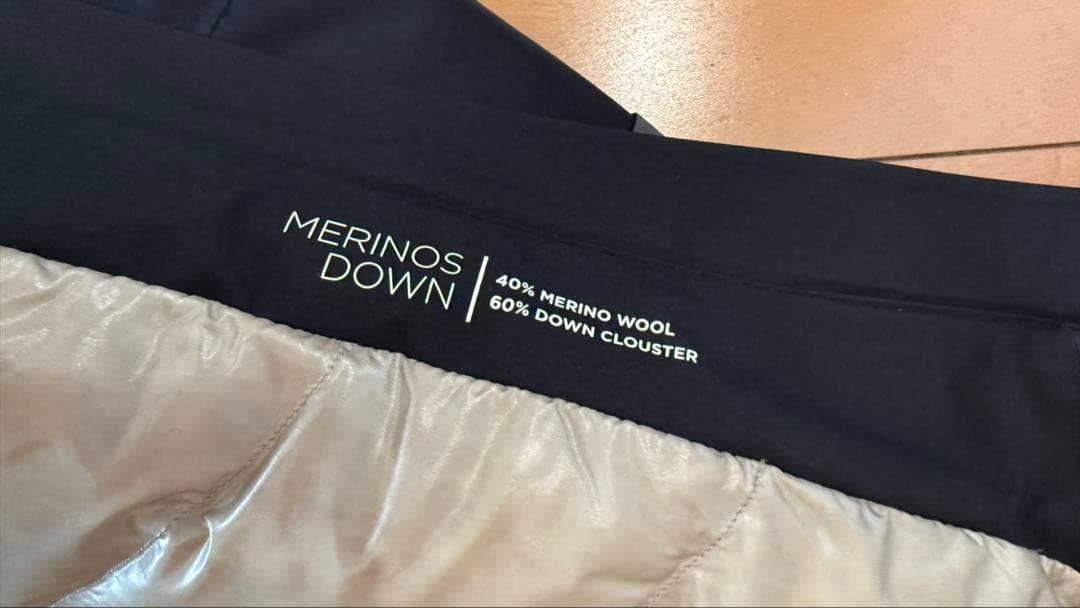 MERINOS
DOWN
40% MERINO WOOL
60% DOWN CLOUSTER